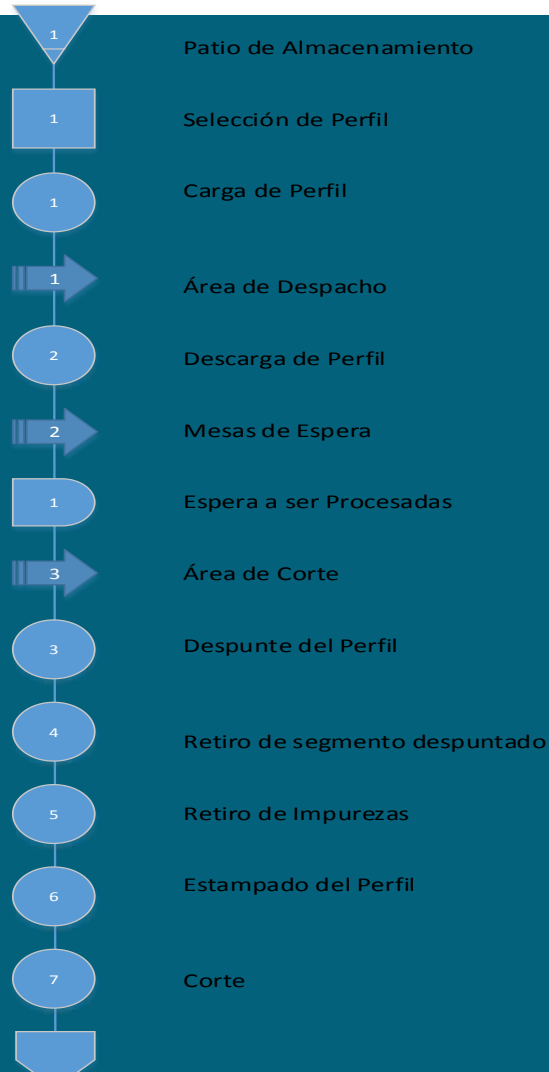 1 Patio de Almacenamiento
1 Selección de Perfil
1 Carga de Perfil
1 Área de Despacho
2 Descarga de Perfil
2 Mesas de Espera
1 Espera a ser Procesadas
3 Área de Corte
3 Despunte del Perfil
4 Retiro de segmento despuntado
5 Retiro de Impurezas
6 Estampado del Perfil
7 Corte